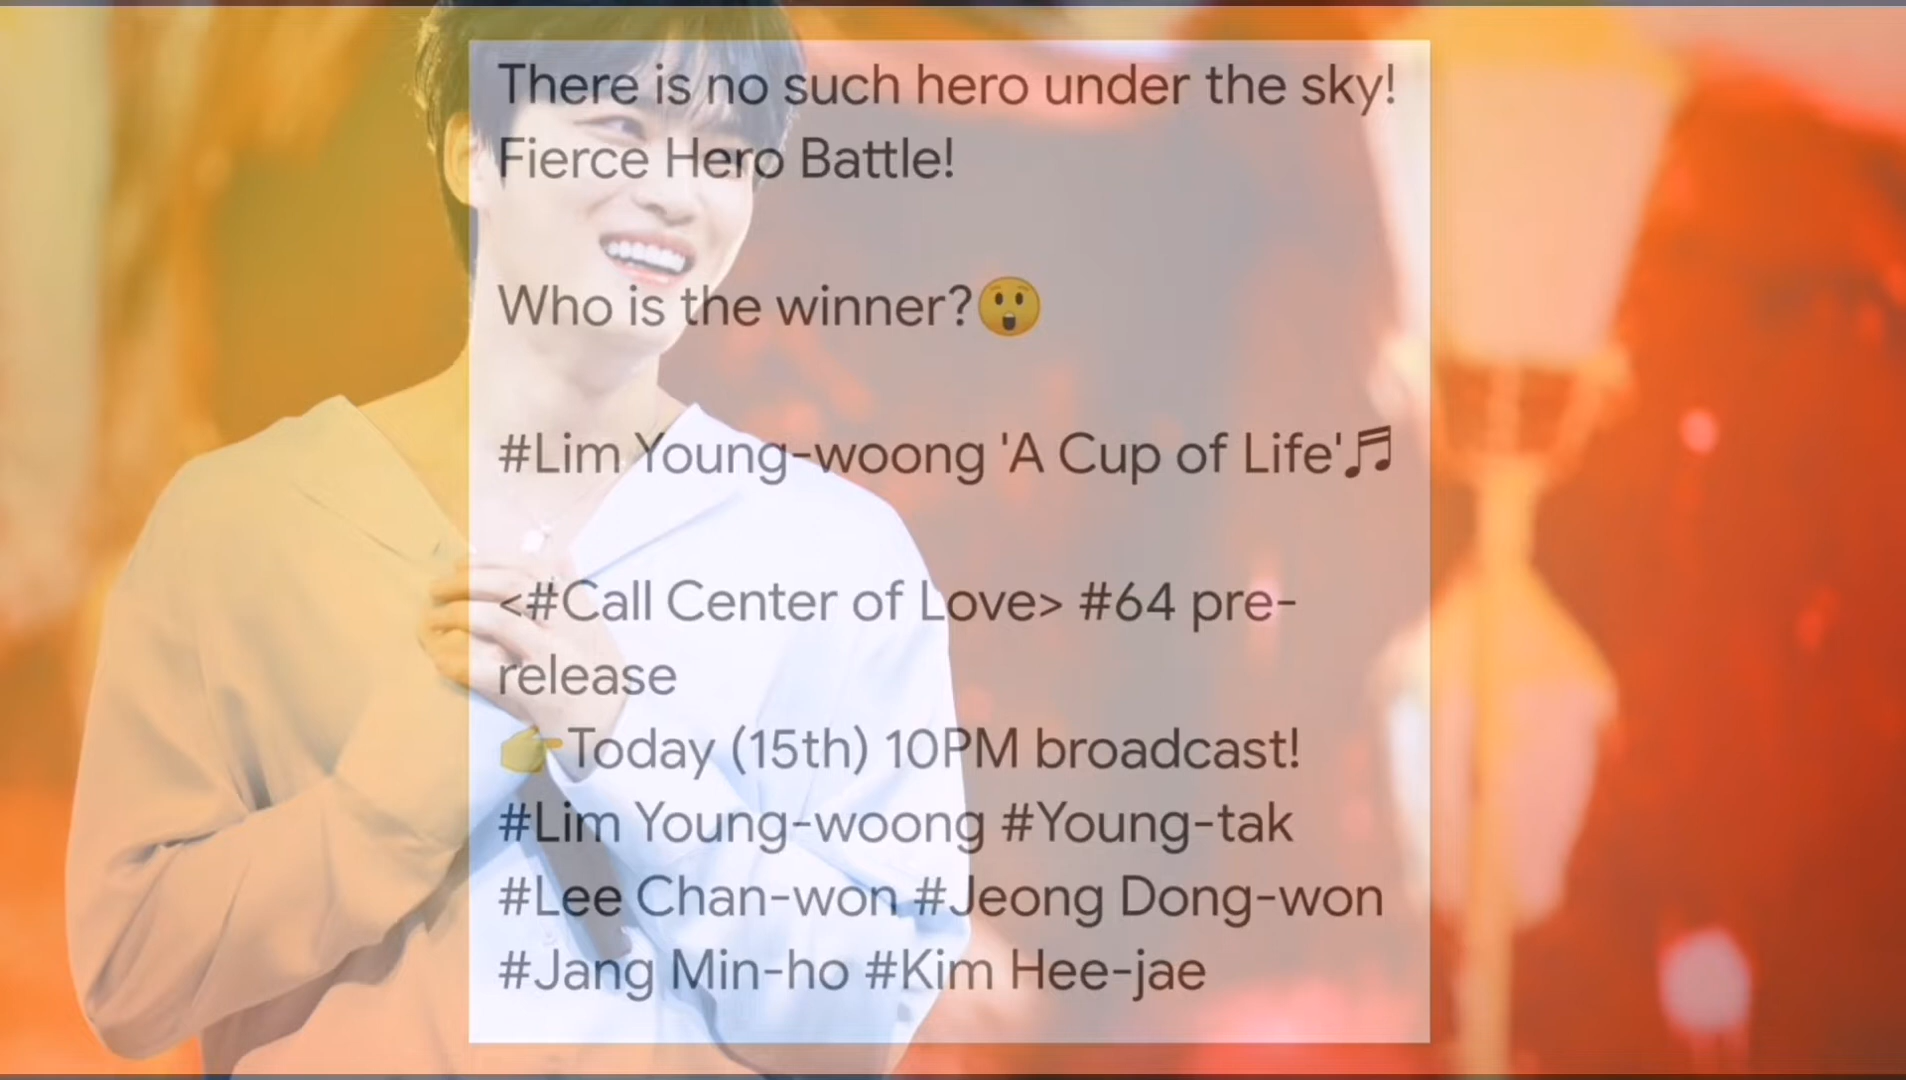 There is no such hero under the sky!
Fierce Hero Battle!
Who is the winner?😲
#Lim Young-woong 'A Cup of Life'🎵
<#Call Center of Love> #64 pre-
release
👉Today (15th) 10PM broadcast!
#Lim Young-woong #Young-tak
#Lee Chan-won #Jeong Dong-won
#Jang Min-ho #Kim Hee-jae